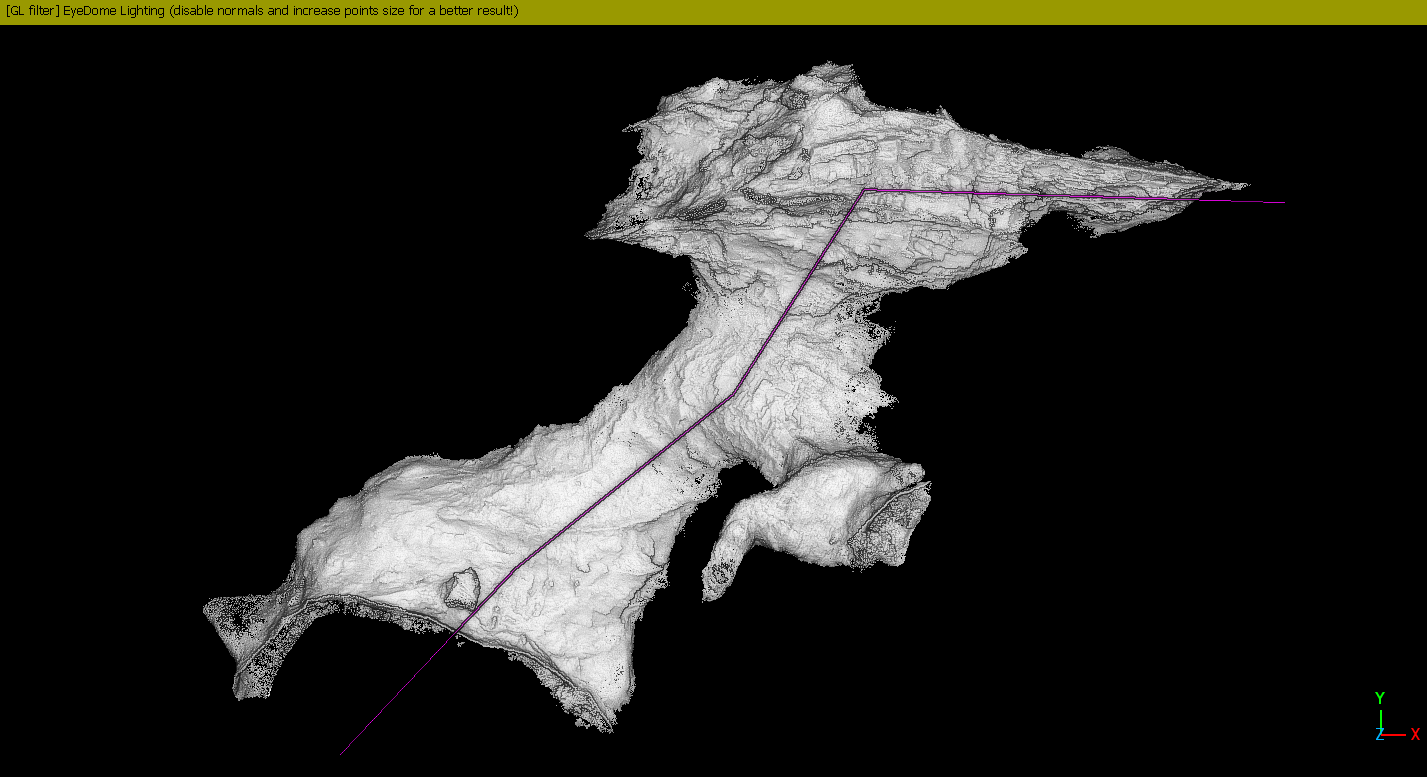 [GL filter] EyeDome Lighting (disable normals and increase points size for a better result!)
Y
Z X